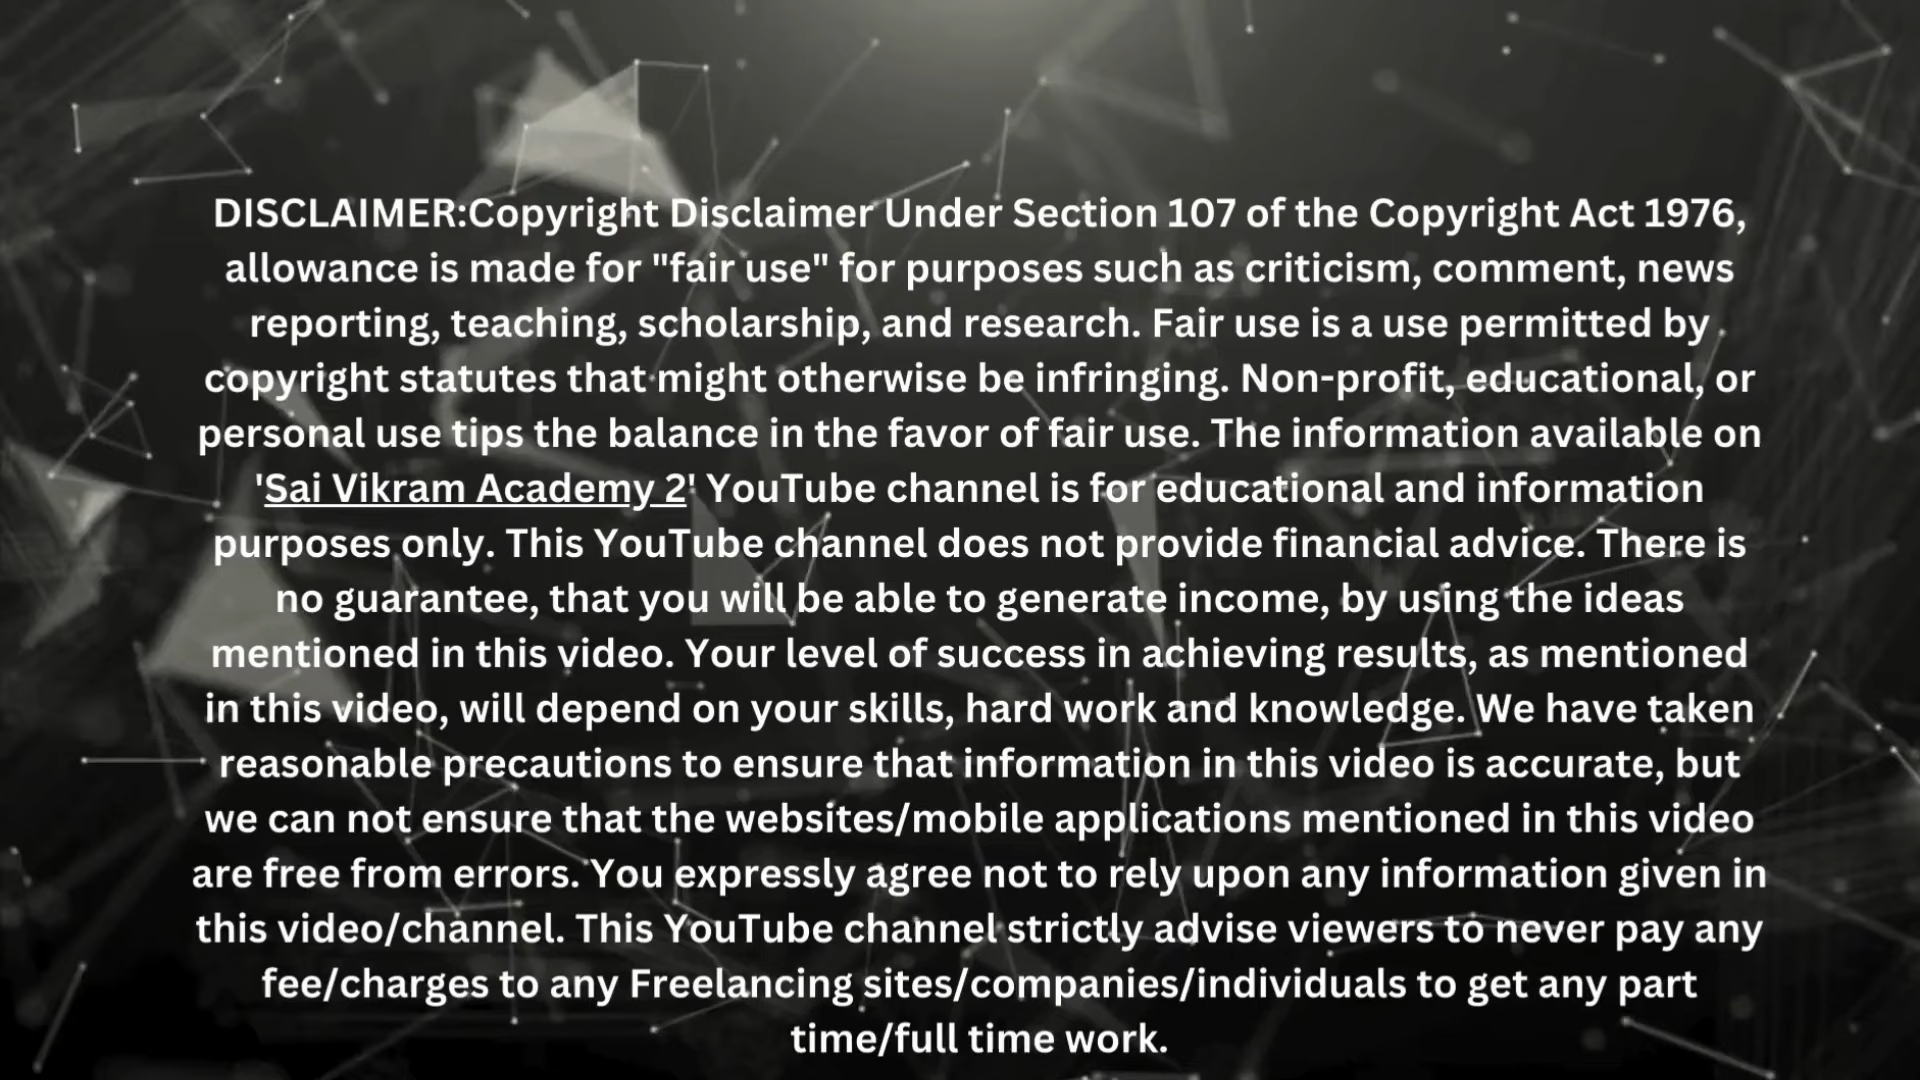 DISCLAIMER:Copyright Disclaimer Under Section 107 of the Copyright Act 1976,
allowance is made for "fair use" for purposes such as criticism, comment, news
reporting, teaching, scholarship, and research. Fair use is a use permitted by
copyright statutes that might otherwise be infringing. Non-profit, educational, or
personal use tips the balance in the favor of fair use. The information available on
'Sai Vikram Academy 2' YouTube channel is for educational and information
purposes only. This YouTube channel does not provide financial advice. There is
no guarantee, that you will be able to generate income, by using the ideas
mentioned in this video. Your level of success in achieving results, as mentioned
in this video, will depend on your skills, hard work and knowledge. We have taken
reasonable precautions to ensure that information in this video is accurate, but
we can not ensure that the websites/mobile applications mentioned in this video
are free from errors. You expressly agree not to rely upon any information given in
this video/channel. This YouTube channel strictly advise viewers to never pay any
fee/charges to any Freelancing sites/companies/individuals to get any part
time/full time work.